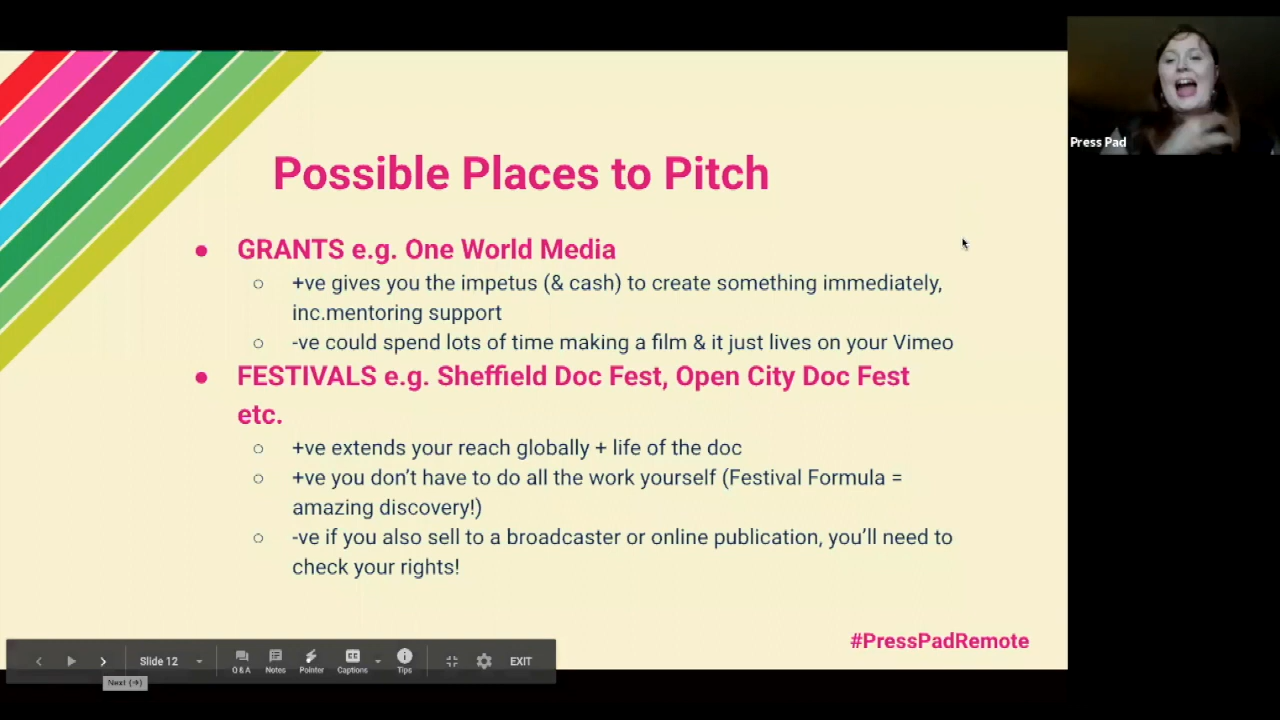 Press Pad
Possible Places to Pitch
● GRANTS e.g. One World Media
○ +ve gives you the impetus (& cash) to create something immediately,
inc.mentoring support
○ -ve could spend lots of time making a film & it just lives on your Vimeo
● FESTIVALS e.g. Sheffield Doc Fest, Open City Doc Fest
etc.
○ +ve extends your reach globally + life of the doc
○ +ve you don’t have to do all the work yourself (Festival Formula =
amazing discovery!)
○ -ve if you also sell to a broadcaster or online publication, you’ll need to
check your rights!
#PressPadRemote
Slide 12 Q&A Notes Pointer Captions Tips EXIT
Next (→)